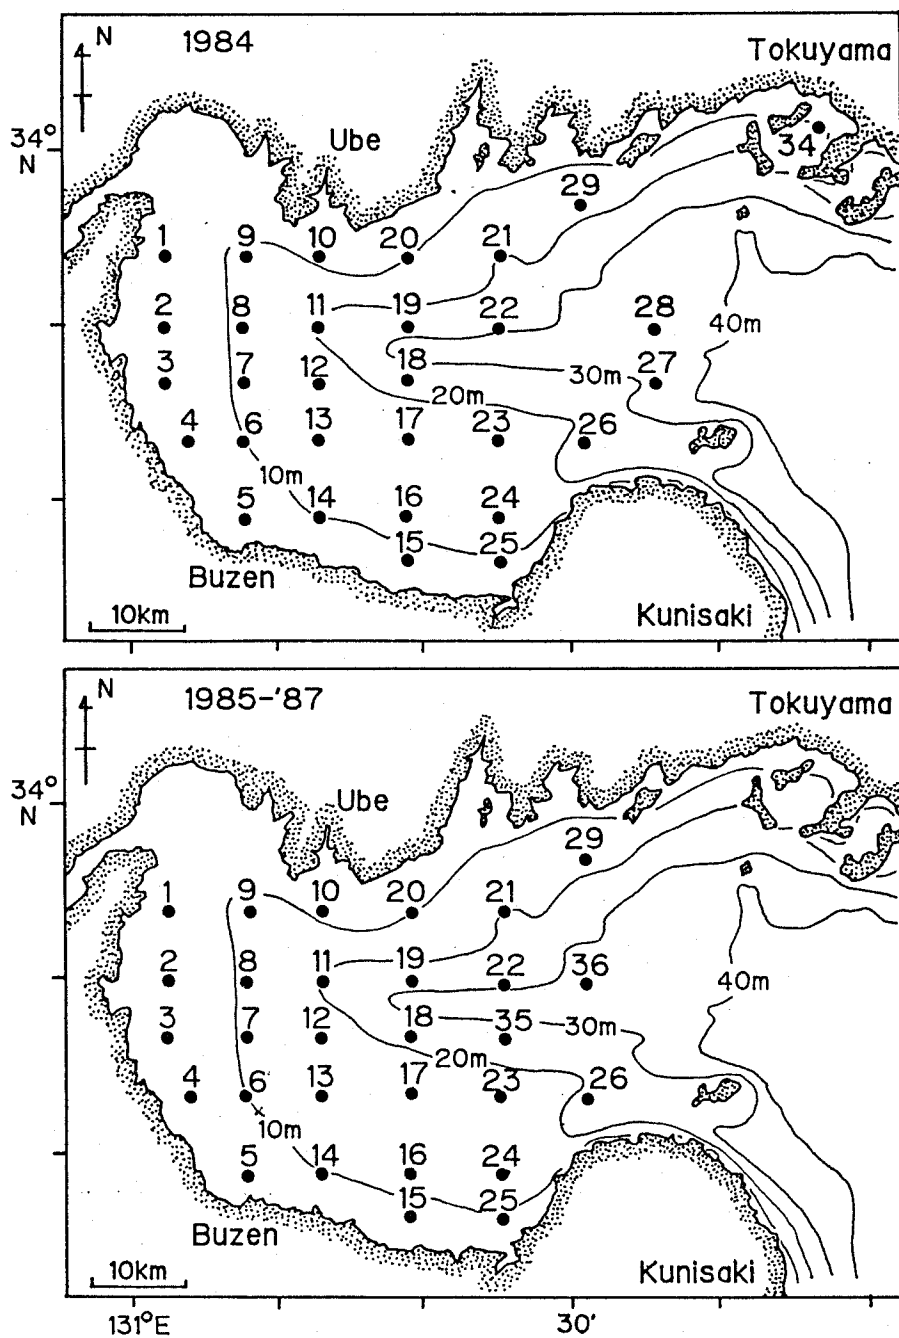 N 1984 Tokuyama
34°
N
Ube
34
29
1 9 10 20 21
2 8 11 19 22 28
40m
3 7 12 18 30m 27
20m
4 6 13 17 23 26
10m
5 14 16 24
15 25
Buzen
10km
Kunisaki
N 1985-'87 Tokuyama
34°
N
Ube
29
1 9 10 20 21
2 8 11 19 22 36
40m
3 7 12 18 35 30m
20m
4 6 13 17 23 26
10m
5 14 16 24
15 25
Buzen
10km
Kunisaki
131°E 30'